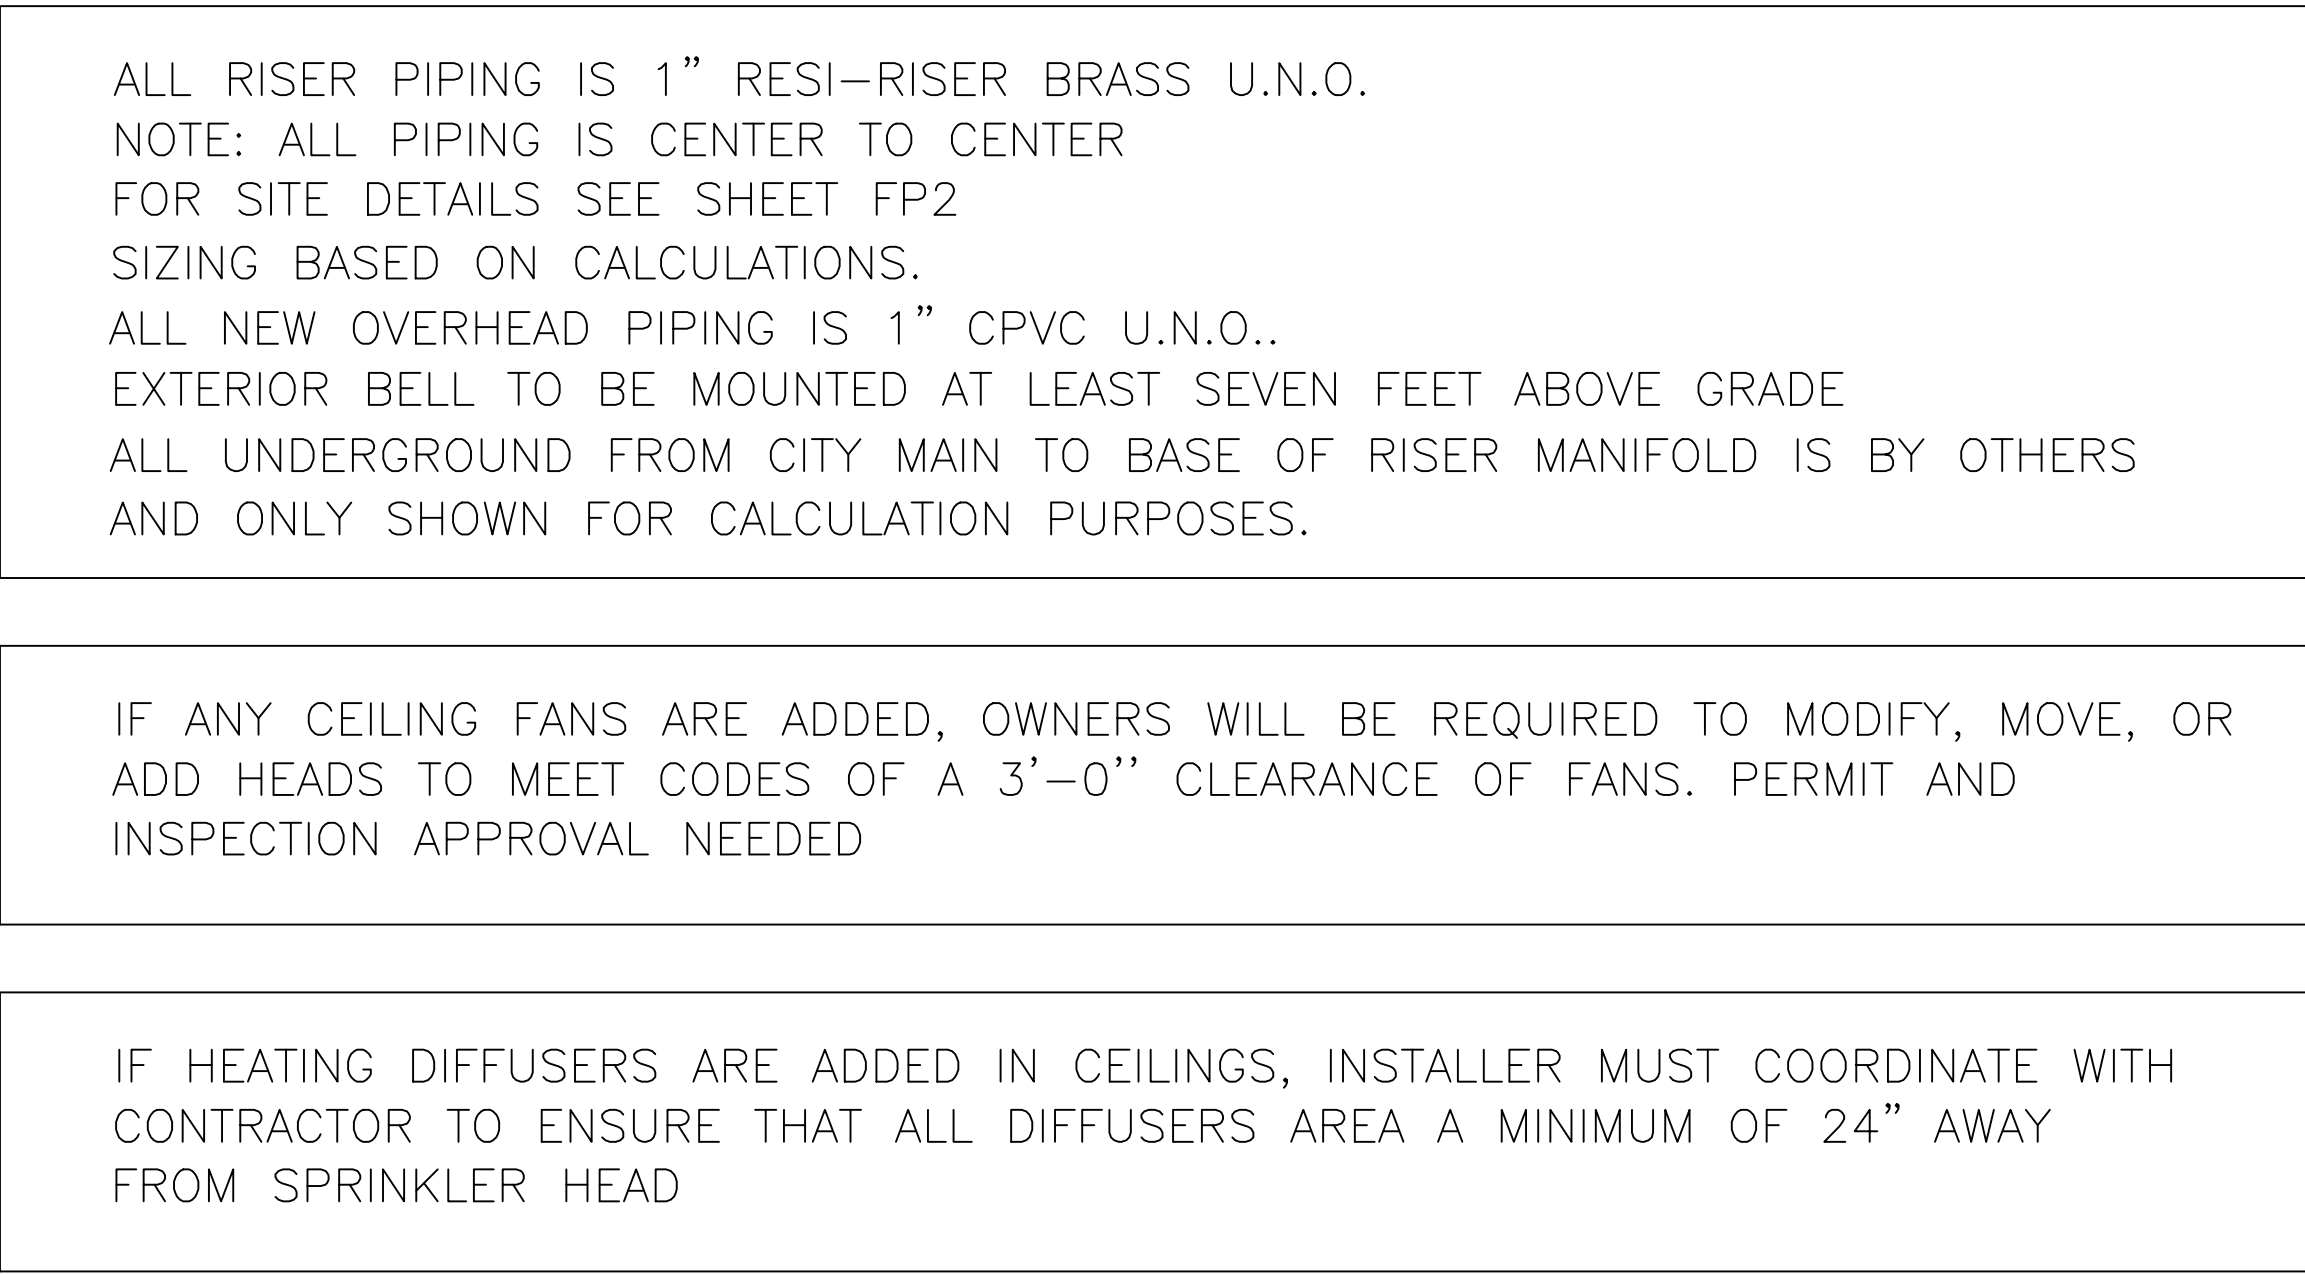 ALL RISER PIPING IS 1” RESI–RISER BRASS U.N.O.
NOTE: ALL PIPING IS CENTER TO CENTER
FOR SITE DETAILS SEE SHEET FP2
SIZING BASED ON CALCULATIONS.
ALL NEW OVERHEAD PIPING IS 1” CPVC U.N.O..
EXTERIOR BELL TO BE MOUNTED AT LEAST SEVEN FEET ABOVE GRADE
ALL UNDERGROUND FROM CITY MAIN TO BASE OF RISER MANIFOLD IS BY OTHERS
AND ONLY SHOWN FOR CALCULATION PURPOSES.
IF ANY CEILING FANS ARE ADDED, OWNERS WILL BE REQUIRED TO MODIFY, MOVE, OR
ADD HEADS TO MEET CODES OF A 3’–0’’ CLEARANCE OF FANS. PERMIT AND
INSPECTION APPROVAL NEEDED
IF HEATING DIFFUSERS ARE ADDED IN CEILINGS, INSTALLER MUST COORDINATE WITH
CONTRACTOR TO ENSURE THAT ALL DIFFUSERS AREA A MINIMUM OF 24” AWAY
FROM SPRINKLER HEAD